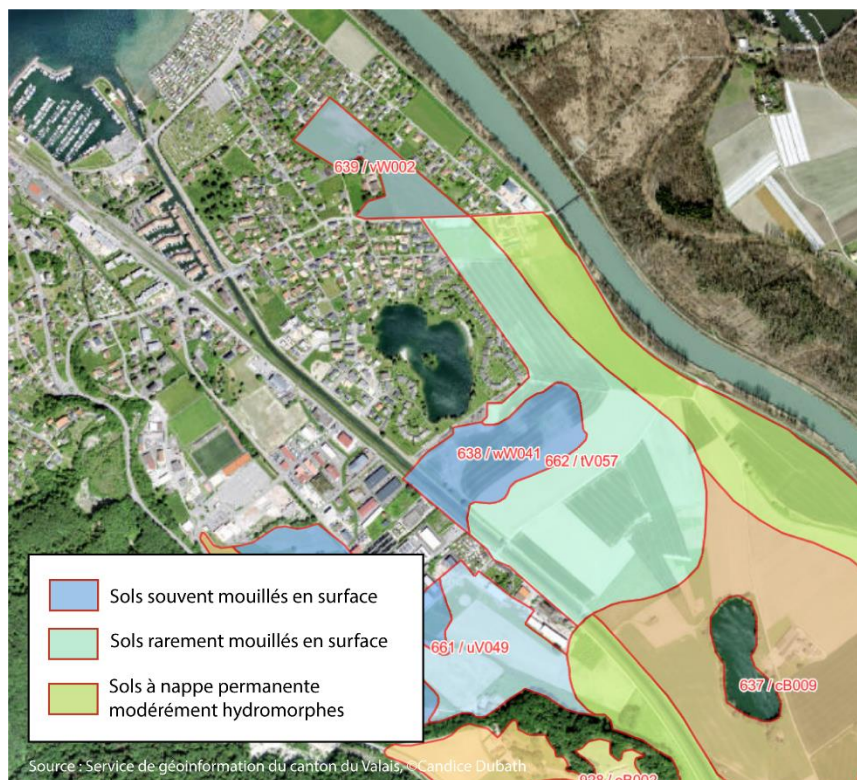 639 / vW002
638 / wW041
662 / tV057
661 / uV049
637 / cB009
Sols souvent mouillés en surface
Sols rarement mouillés en surface
Sols à nappe permanente
modérément hydromorphes
Source : Service de géoinformation du canton du Valais, ©Candice Dubath